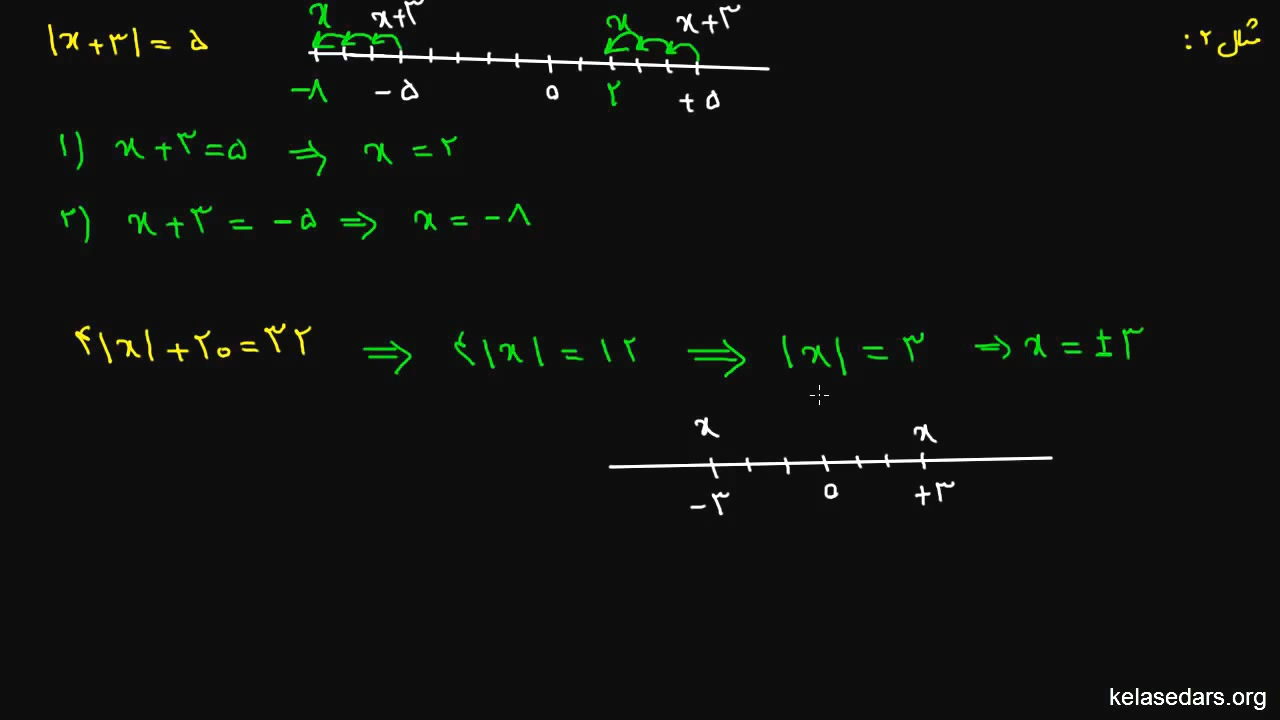 مثال ۲:
|x+۳| = ۵
x x+۳ x x+۳
-۸ -۵ ۰ ۲ +۵
۱) x+۳=۵ ⇒ x = ۲
۲) x+۳ = -۵ ⇒ x = -۸
۴|x|+۲۰=۳۲ ⇒ ۴|x| = ۱۲ ⇒ |x| = ۳ ⇒ x = ±۳
x x
-۳ ۰ +۳
kelasedars.org